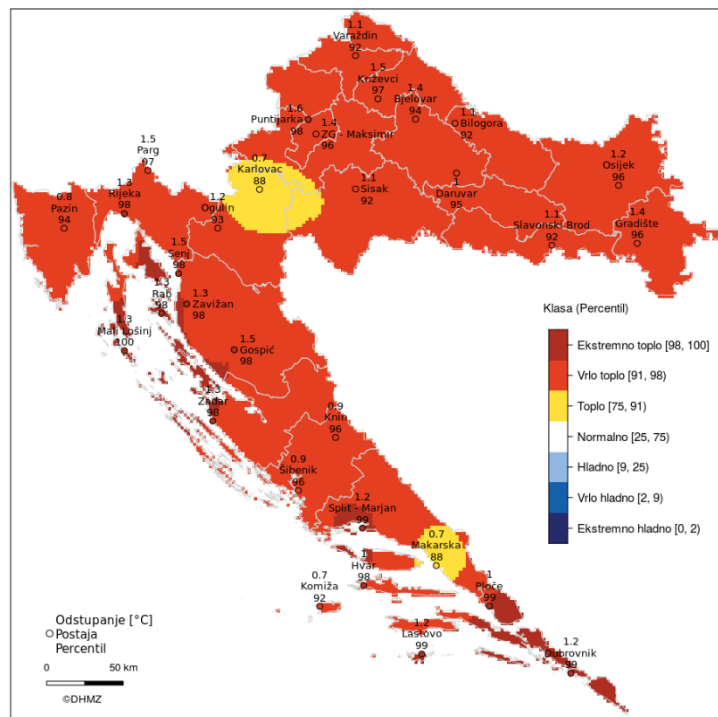 1.1
Varaždin
92
1.5
Križevci
97
1.4
Bjelovar
94
1.6
Puntijarka
98
1.4
ZG - Maksimir
96
1.1
Bilogora
92
1.5
Parg
97
0.7
Karlovac
88
1.1
Sisak
92
1
Daruvar
95
1.2
Osijek
96
0.8
Pazin
94
1.3
Rijeka
98
1.2
Ogulin
93
1.1
Slavonski Brod
92
1.4
Gradište
96
1.5
Senj
98
1.3
Rab
98
1.3
Zavižan
98
1.3
Mali Lošinj
100
1.5
Gospić
98
1.3
Zadar
98
0.9
Knin
96
0.9
Šibenik
96
1.2
Split - Marjan
99
0.7
Makarska
88
1
Hvar
98
0.7
Komiža
92
1
Ploče
99
1.2
Lastovo
99
1.2
Dubrovnik
99
Klasa (Percentil)
Ekstremno toplo [98, 100]
Vrlo toplo [91, 98)
Toplo [75, 91)
Normalno [25, 75)
Hladno [9, 25)
Vrlo hladno [2, 9)
Ekstremno hladno [0, 2)
Odstupanje [°C]
Postaja
Percentil
0 50 km
©DHMZ